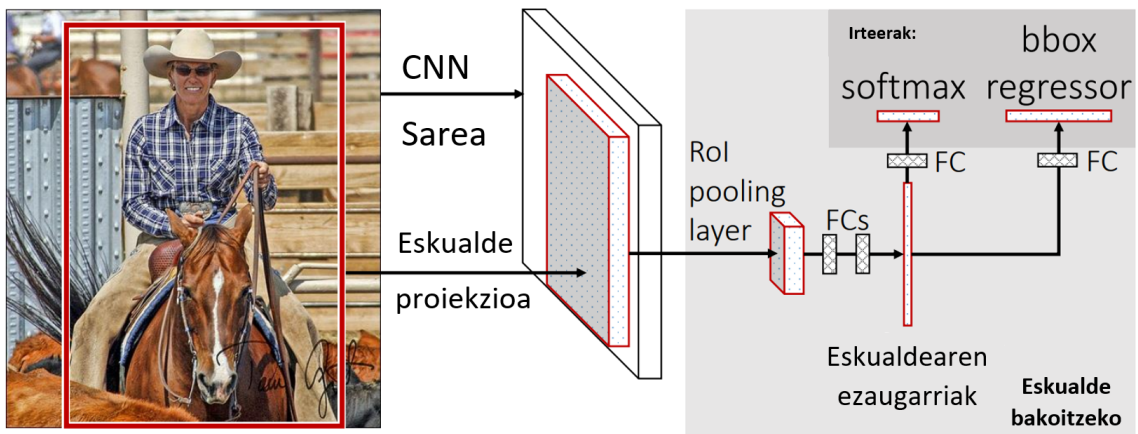 CNN
Sarea
Eskualde
proiekzioa
RoI
pooling
layer
FCs
Irteerak:
softmax
bbox
regressor
FC
FC
Eskualdearen
ezaugarriak
Eskualde
bakoitzeko